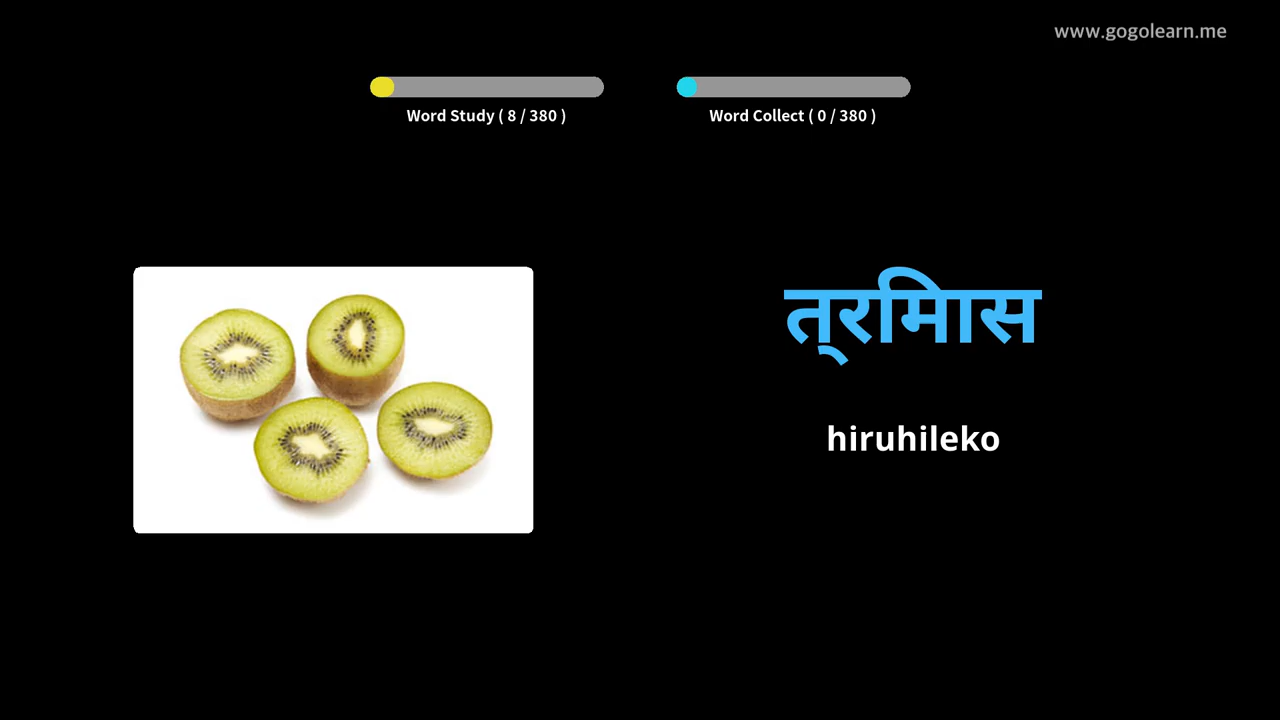 www.gogolearn.me
Word Study ( 8 / 380 )
Word Collect ( 0 / 380 )
त्रमिास
hiruhileko